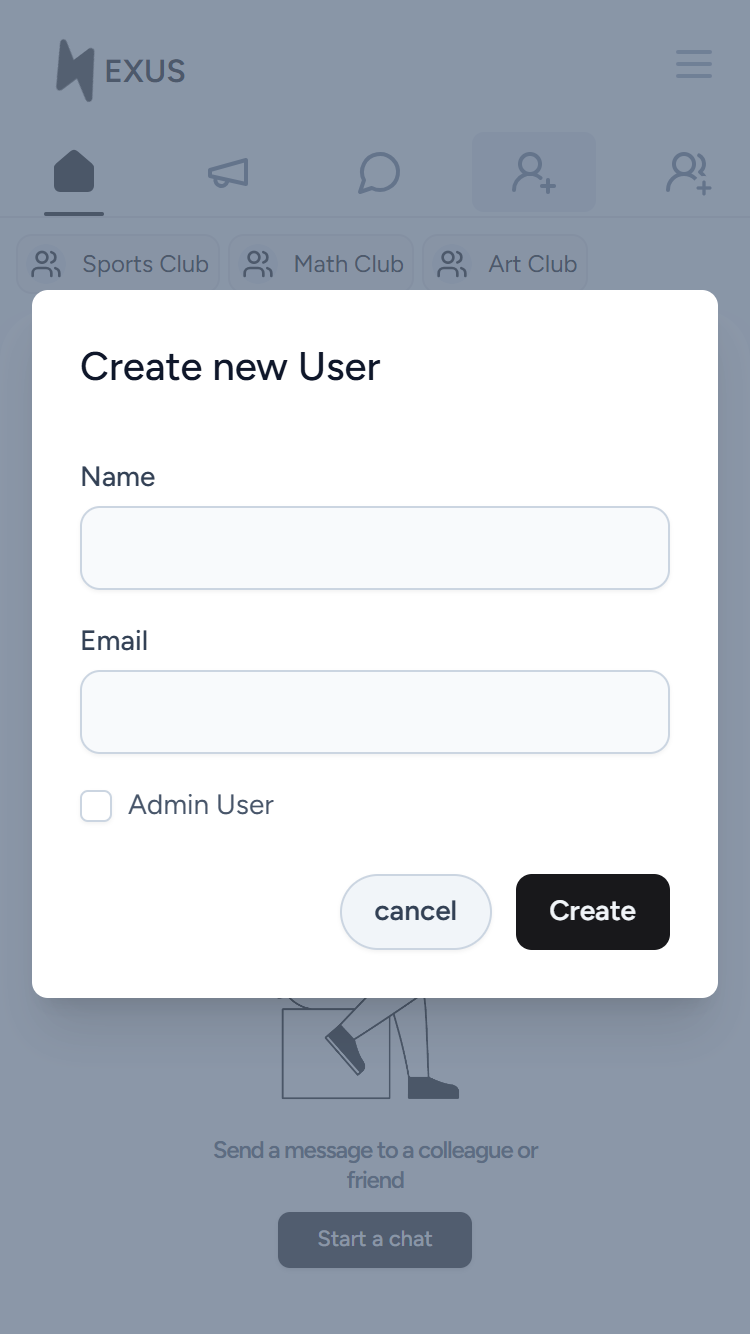 EXUS
Sports Club
Math Club
Art Club
Create new User
Name
Email
Admin User
cancel
Create
Send a message to a colleague or
friend
Start a chat